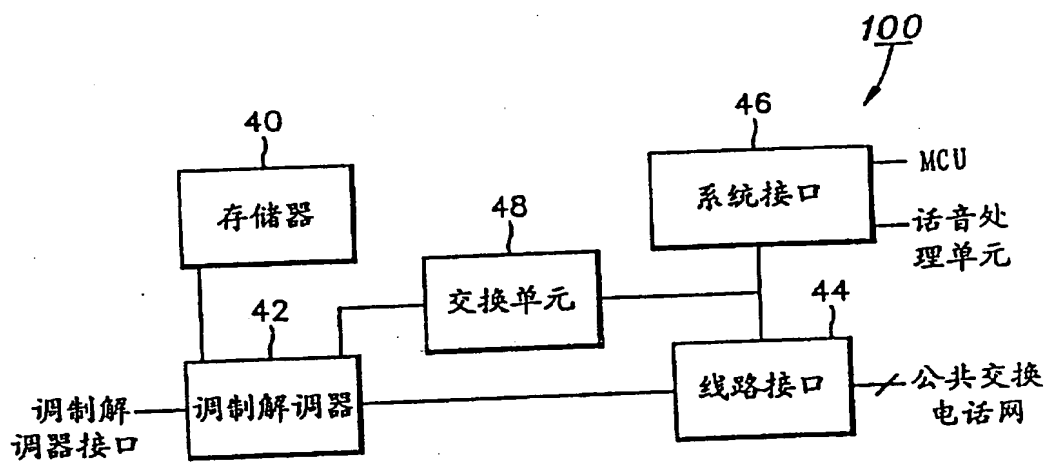 100
46
40
系统接口
MCU
存储器
48
话音处
理单元
交换单元
44
42
线路接口
公共交换
电话网
调制解调器
调制解
调器接口